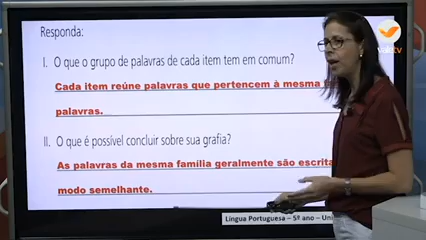 Responda:
I. O que o grupo de palavras de cada item tem em comum?
Cada item reúne palavras que pertencem à mesma
palavras.
II. O que é possível concluir sobre sua grafia?
As palavras da mesma família geralmente são
modo semelhante.
Língua Portuguesa – 5º ano –
tv